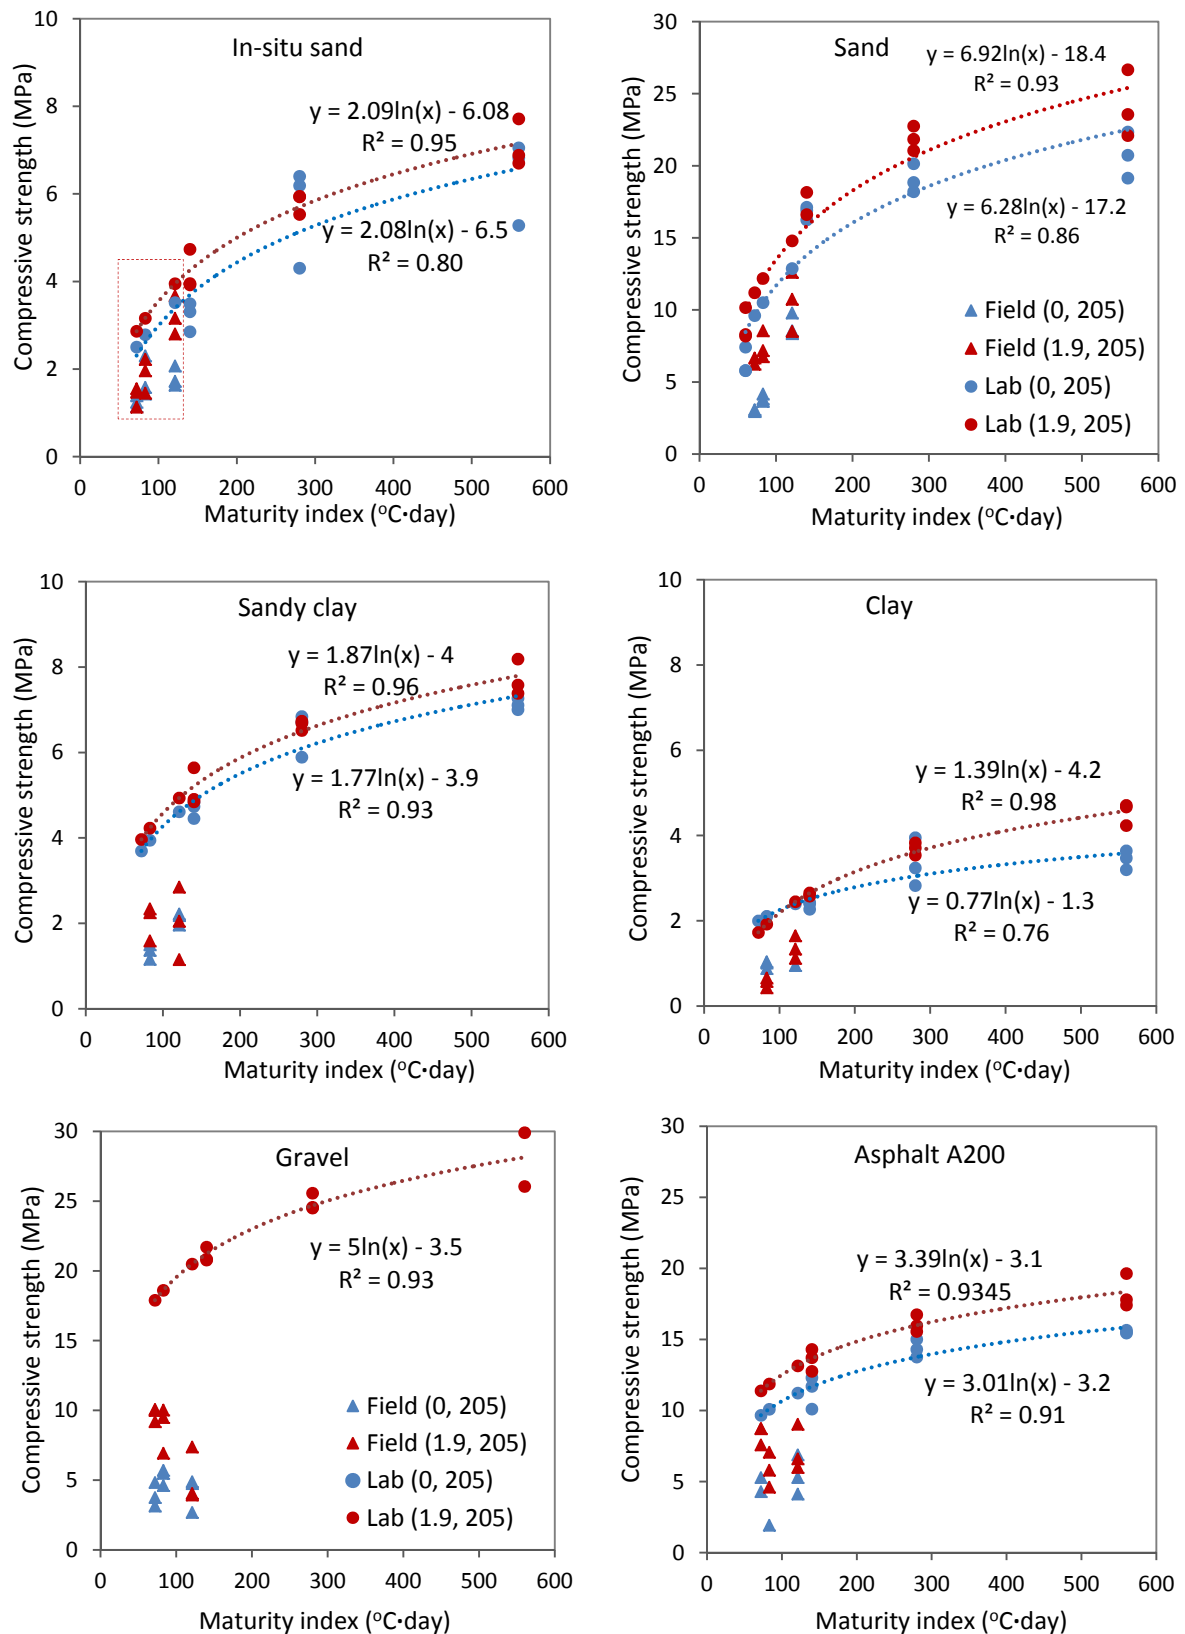 In-situ sand
Compressive strength (MPa)
10
8
6
4
2
0
y = 2.09ln(x) - 6.08
R² = 0.95
y = 2.08ln(x) - 6.5
R² = 0.80
0 100 200 300 400 500 600
Maturity index (°C·day)
Sand
Compressive strength (MPa)
30
25
20
15
10
5
0
y = 6.92ln(x) - 18.4
R² = 0.93
y = 6.28ln(x) - 17.2
R² = 0.86
Field (0, 205)
Field (1.9, 205)
Lab (0, 205)
Lab (1.9, 205)
0 100 200 300 400 500 600
Maturity index (°C·day)
Sandy clay
Compressive strength (MPa)
10
8
6
4
2
0
y = 1.87ln(x) - 4
R² = 0.96
y = 1.77ln(x) - 3.9
R² = 0.93
0 100 200 300 400 500 600
Maturity index (°C·day)
Clay
Compressive strength (MPa)
10
8
6
4
2
0
y = 1.39ln(x) - 4.2
R² = 0.98
y = 0.77ln(x) - 1.3
R² = 0.76
0 100 200 300 400 500 600
Maturity index (°C·day)
Gravel
Compressive strength (MPa)
30
25
20
15
10
5
0
y = 5ln(x) - 3.5
R² = 0.93
Field (0, 205)
Field (1.9, 205)
Lab (0, 205)
Lab (1.9, 205)
0 100 200 300 400 500 600
Maturity index (°C·day)
Asphalt A200
Compressive strength (MPa)
30
25
20
15
10
5
0
y = 3.39ln(x) - 3.1
R² = 0.9345
y = 3.01ln(x) - 3.2
R² = 0.91
0 100 200 300 400 500 600
Maturity index (°C·day)